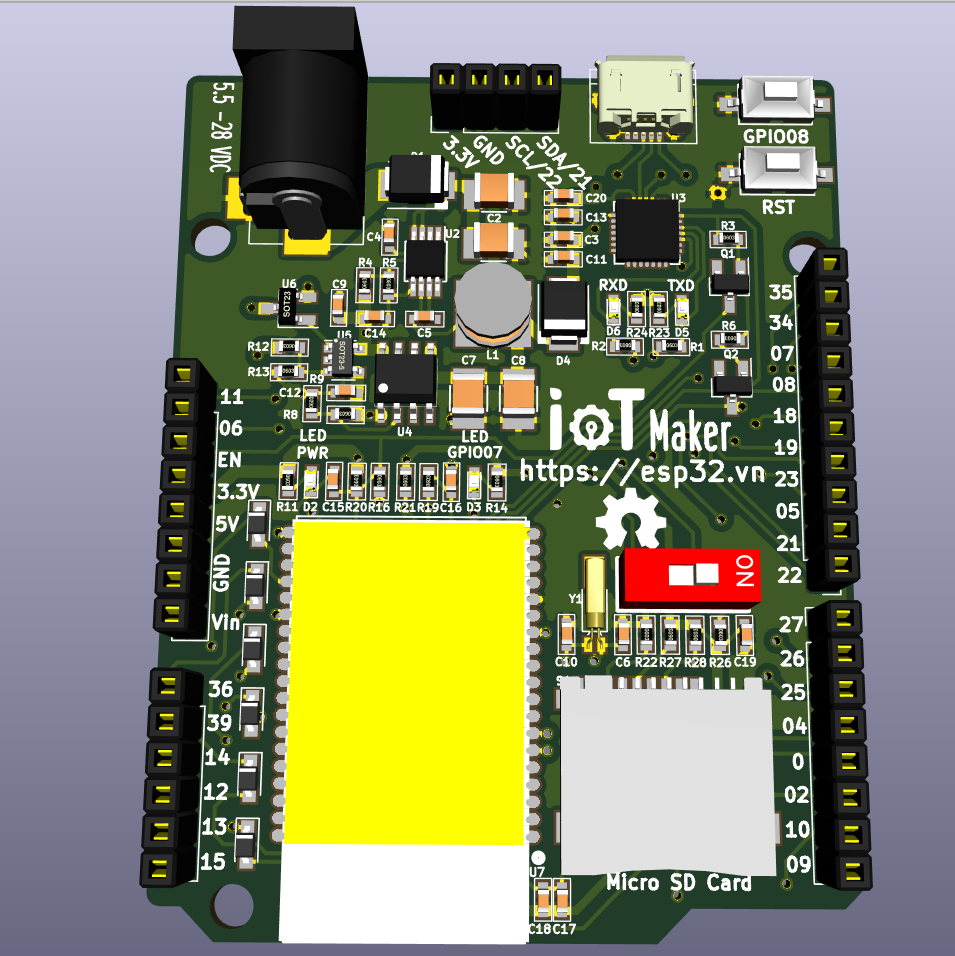 5.5 - 28 VDC
3.3V
GND
SCL/22
SDA/21
GPIO08
RST
C20
C13
C3
C11
U3
C2
C4
U2
R4
R5
R3
Q1
U6
C9
SOT23
C14
C5
L1
D4
RXD
TXD
D6
R24
R23
D5
R2
R1
R6
Q2
R12
R13
U5
SOT23-5
R9
C12
R8
U4
C7
C8
LED
PWR
LED
GPIO07
ioT Maker
https://esp32.vn
R11
D2
C15
R20
R16
R21
R19
C16
D3
R14
11
06
EN
3.3V
5V
GND
Vin
36
39
14
12
13
15
35
34
07
08
18
19
23
05
21
22
27
26
25
04
0
02
10
09
ON
Y1
C10
C6
R22
R27
R28
R26
C19
Micro SD Card
U7
C18
C17